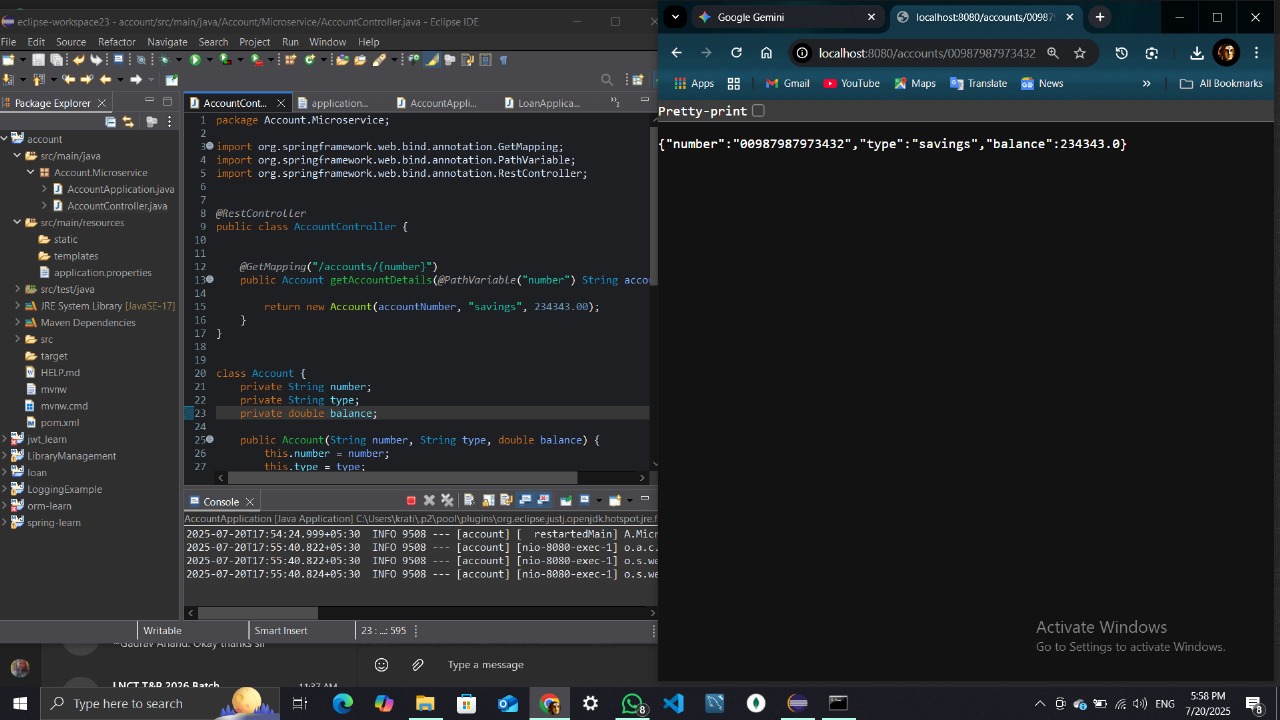 eclipse-workspace23 - account/src/main/java/Account/Microservice/AccountController.java - Eclipse IDE
File Edit Source Refactor Navigate Search Project Run Window Help
Package Explorer
account
src/main/java
Account.Microservice
AccountApplication.java
AccountController.java
src/main/resources
static
templates
application.properties
src/test/java
JRE System Library [JavaSE-17]
Maven Dependencies
src
target
HELP.md
mvnw
mvnw.cmd
pom.xml
jwt_learn
LibraryManagement
loan
LoggingExample
orm-learn
spring-learn
AccountCont... application.... AccountAppli... LoanApplica...
1 package Account.Microservice;
2
3 import org.springframework.web.bind.annotation.GetMapping;
4 import org.springframework.web.bind.annotation.PathVariable;
5 import org.springframework.web.bind.annotation.RestController;
6
7
8 @RestController
9 public class AccountController {
10
11
12 @GetMapping("/accounts/{number}")
13 public Account getAccountDetails(@PathVariable("number") String acco
14
15 return new Account(accountNumber, "savings", 234343.00);
16 }
17 }
18
19
20 class Account {
21 private String number;
22 private String type;
23 private double balance;
24
25 public Account(String number, String type, double balance) {
26 this.number = number;
27 this.type = type;
Console
AccountApplication [Java Application] C:\Users\krati\.p2\pool\plugins\org.eclipse.justj.openjdk.hotspot.jre.f
2025-07-20T17:54:24.999+05:30 INFO 9508 --- [account] [ restartedMain] A.Micr
2025-07-20T17:55:40.822+05:30 INFO 9508 --- [account] [nio-8080-exec-1] o.a.c.
2025-07-20T17:55:40.822+05:30 INFO 9508 --- [account] [nio-8080-exec-1] o.s.we
2025-07-20T17:55:40.824+05:30 INFO 9508 --- [account] [nio-8080-exec-1] o.s.we
Writable Smart Insert 23 : ...: 595
~Gaurav Anand: Okay thanks sir
LNCT T&P 2026 Batch 11:37 AM
Type a message
Google Gemini
localhost:8080/accounts/00987
localhost:8080/accounts/00987987973432
Apps Gmail YouTube Maps Translate News » All Bookmarks
Pretty-print
{"number":"00987987973432","type":"savings","balance":234343.0}
Activate Windows
Go to Settings to activate Windows.
Type here to search
8
ENG
5:58 PM
7/20/2025
8